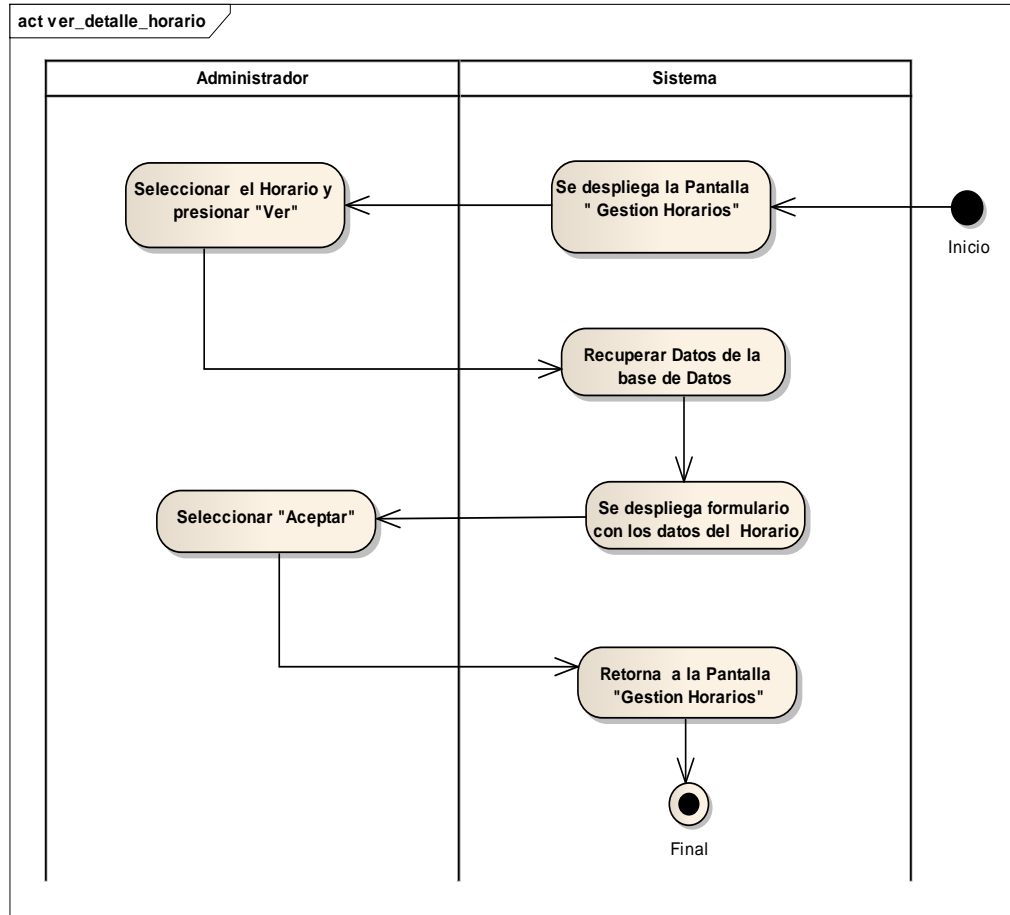 act ver_detalle_horario
Administrador
Sistema
Seleccionar el Horario y
presionar "Ver"
Se despliega la Pantalla
" Gestion Horarios"
Inicio
Recuperar Datos de la
base de Datos
Seleccionar "Aceptar"
Se despliega formulario
con los datos del Horario
Retorna a la Pantalla
"Gestion Horarios"
Final